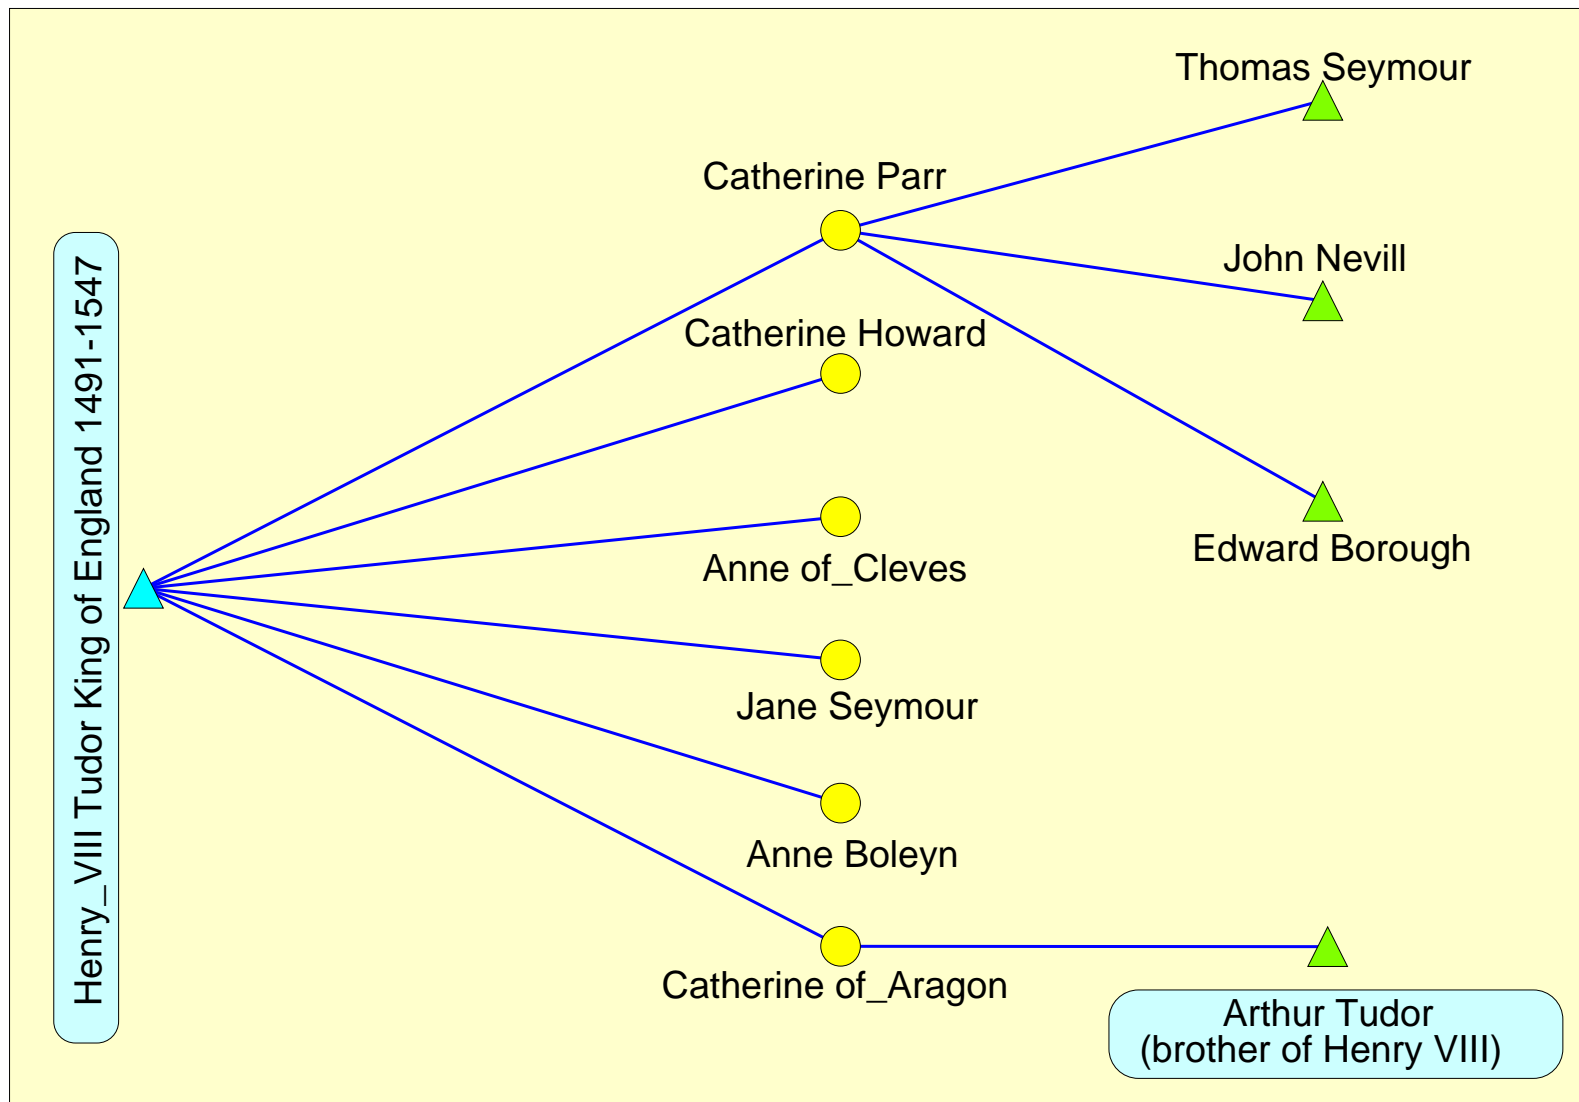 Thomas Seymour
Catherine Parr
John Nevill
Henry_VIII Tudor King of England 1491-1547
Catherine Howard
Edward Borough
Anne of_Cleves
Jane Seymour
Anne Boleyn
Catherine of_Aragon
Arthur Tudor
(brother of Henry VIII)